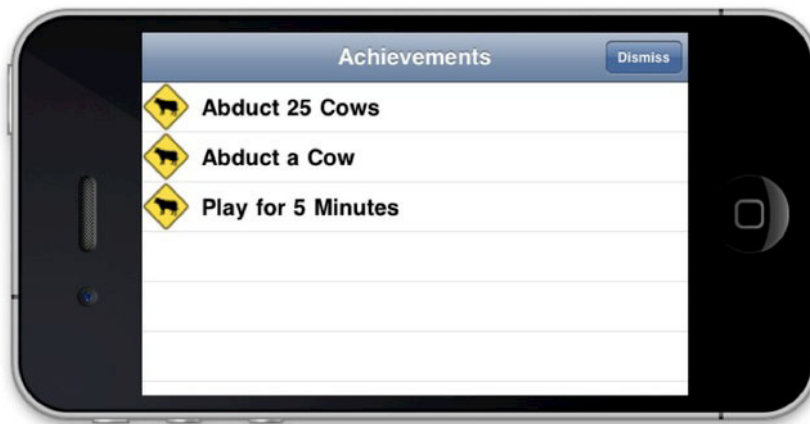 Achievements
Dismiss
Abduct 25 Cows
Abduct a Cow
Play for 5 Minutes